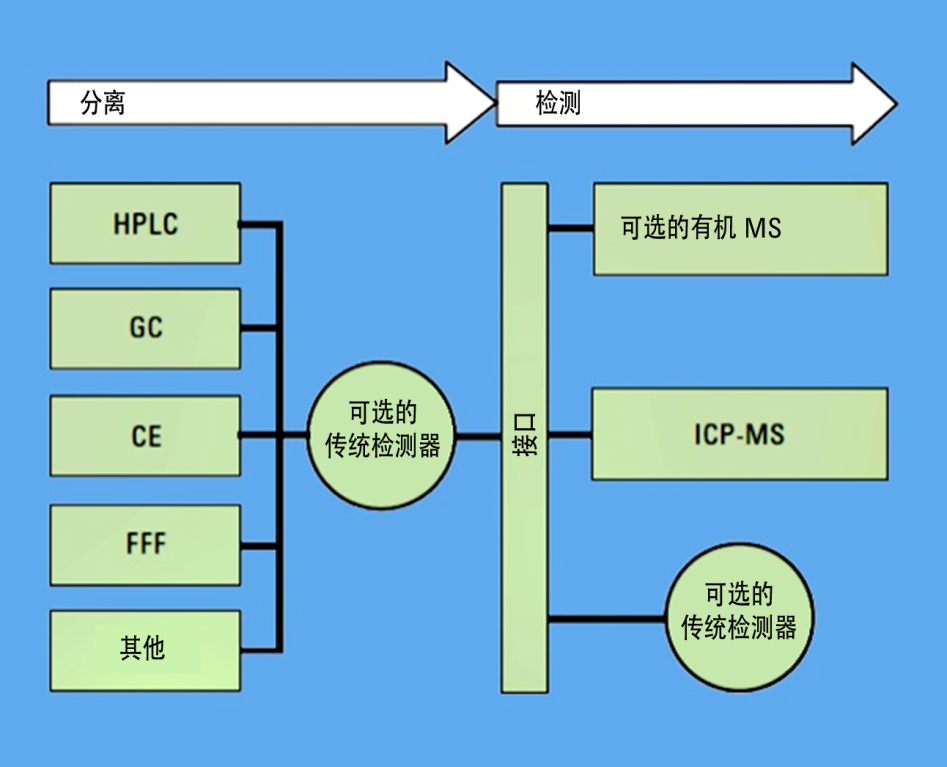 分离
检测
HPLC
GC
CE
FFF
其他
可选的
传统检测器
接口
可选的有机 MS
ICP-MS
可选的
传统检测器